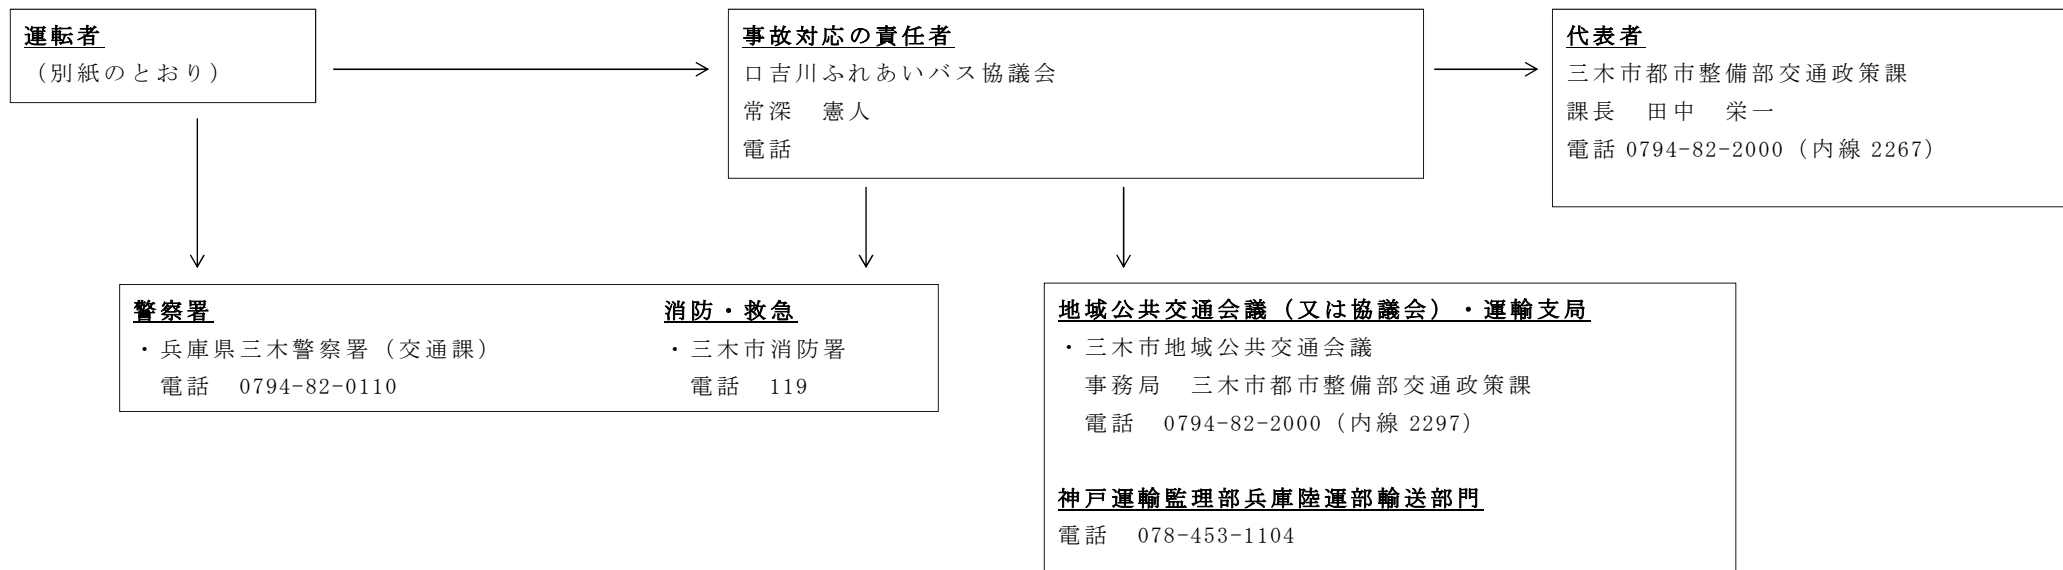 運転者
（別紙のとおり）
事故対応の責任者
口吉川ふれあいバス協議会
常深　憲人
電話
代表者
三木市都市整備部交通政策課
課長　田中　栄一
電話 0794-82-2000（内線 2267）
警察署
・兵庫県三木警察署（交通課）
電話　0794-82-0110
消防・救急
・三木市消防署
電話　119
地域公共交通会議（又は協議会）・運輸支局
・三木市地域公共交通会議
事務局　三木市都市整備部交通政策課
電話　0794-82-2000（内線 2297）
神戸運輸監理部兵庫陸運部輸送部門
電話　078-453-1104